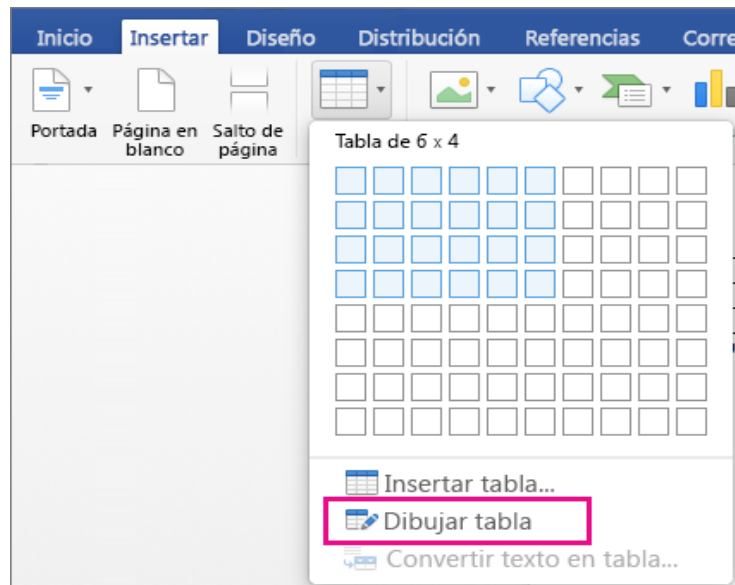 Inicio Insertar Diseño Distribución Referencias Corre
Portada Página en blanco Salto de página
Tabla de 6 x 4
Insertar tabla...
Dibujar tabla
Convertir texto en tabla...